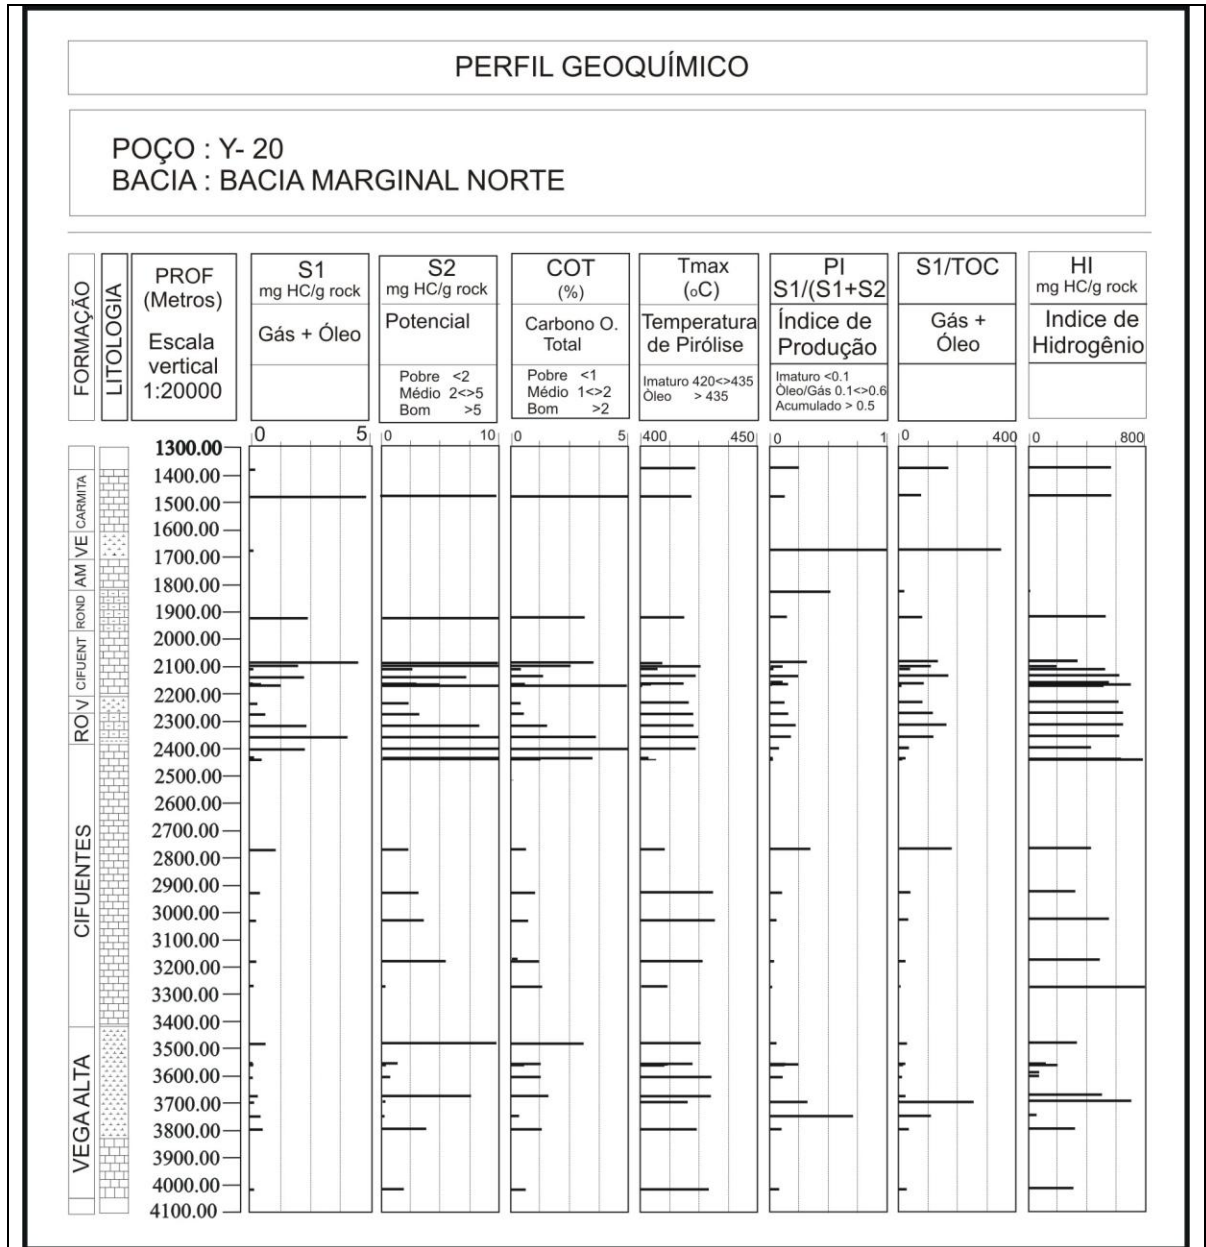 PERFIL GEOQUÍMICO
POÇO : Y- 20
BACIA : BACIA MARGINAL NORTE
FORMAÇÃO
LITOLOGIA
PROF
(Metros)
Escala
vertical
1:20000
S1
mg HC/g rock
Gás + Óleo
S2
mg HC/g rock
Potencial
Pobre <2
Médio 2<>5
Bom >5
COT
(%)
Carbono O.
Total
Pobre <1
Médio 1<>2
Bom >2
Tmax
(oC)
Temperatura
de Pirólise
Imaturo 420<>435
Òleo > 435
PI
S1/(S1+S2
Índice de
Produção
Imaturo <0.1
Òleo/Gás 0.1<>0.6
Acumulado > 0.5
S1/TOC
Gás +
Óleo
HI
mg HC/g rock
Indice de
Hidrogênio
0 5 0 10 0 5 400 450 0 1 0 400 0 800
1300.00
1400.00
1500.00
1600.00
1700.00
1800.00
1900.00
2000.00
2100.00
2200.00
2300.00
2400.00
2500.00
2600.00
2700.00
2800.00
2900.00
3000.00
3100.00
3200.00
3300.00
3400.00
3500.00
3600.00
3700.00
3800.00
3900.00
4000.00
4100.00
CARMITA
VE
AM
ROND
CIFUENT
V
RO
CIFUENTES
VEGA ALTA